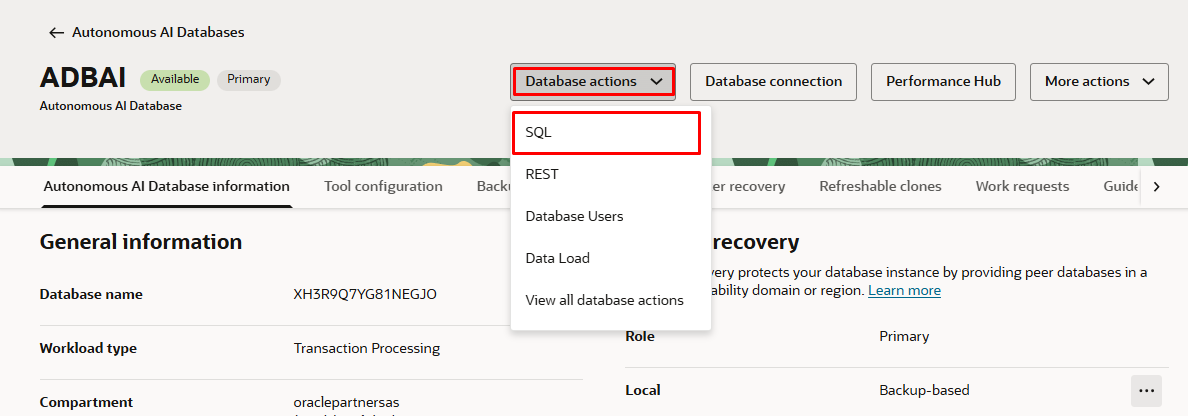 Autonomous AI Databases
ADBAI
Available
Primary
Autonomous AI Database
Database actions
Database connection
Performance Hub
More actions
SQL
REST
Database Users
Data Load
View all database actions
Autonomous AI Database information
Tool configuration
er recovery
Refreshable clones
Work requests
General information
Database name
XH3R9Q7YG81NEGJO
Workload type
Transaction Processing
Compartment
oraclepartnersas
recovery
very protects your database instance by providing peer databases in a
ability domain or region. Learn more
Role
Primary
Local
Backup-based